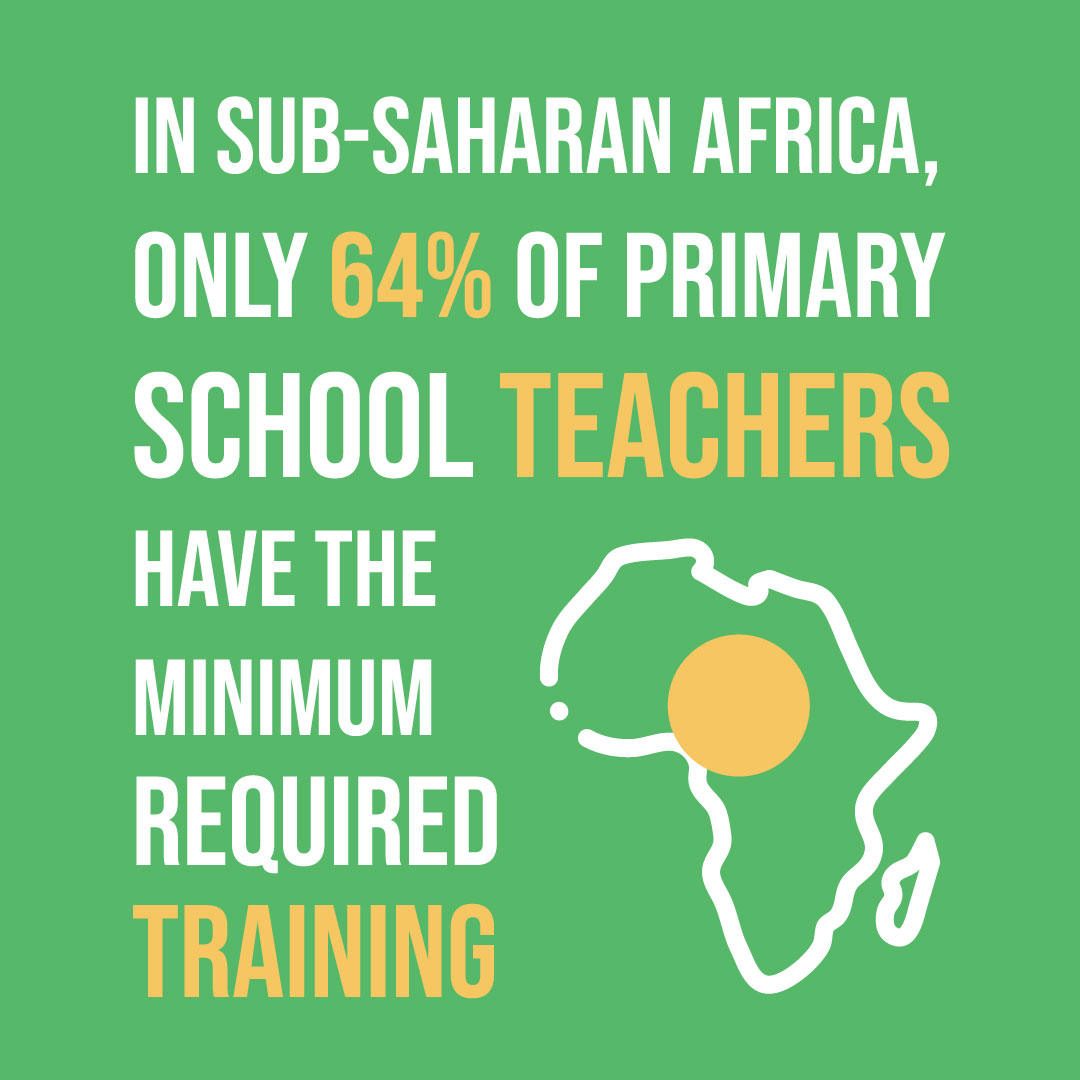 IN SUB-SAHARAN AFRICA,
ONLY 64% OF PRIMARY
SCHOOL TEACHERS
HAVE THE
MINIMUM
REQUIRED
TRAINING